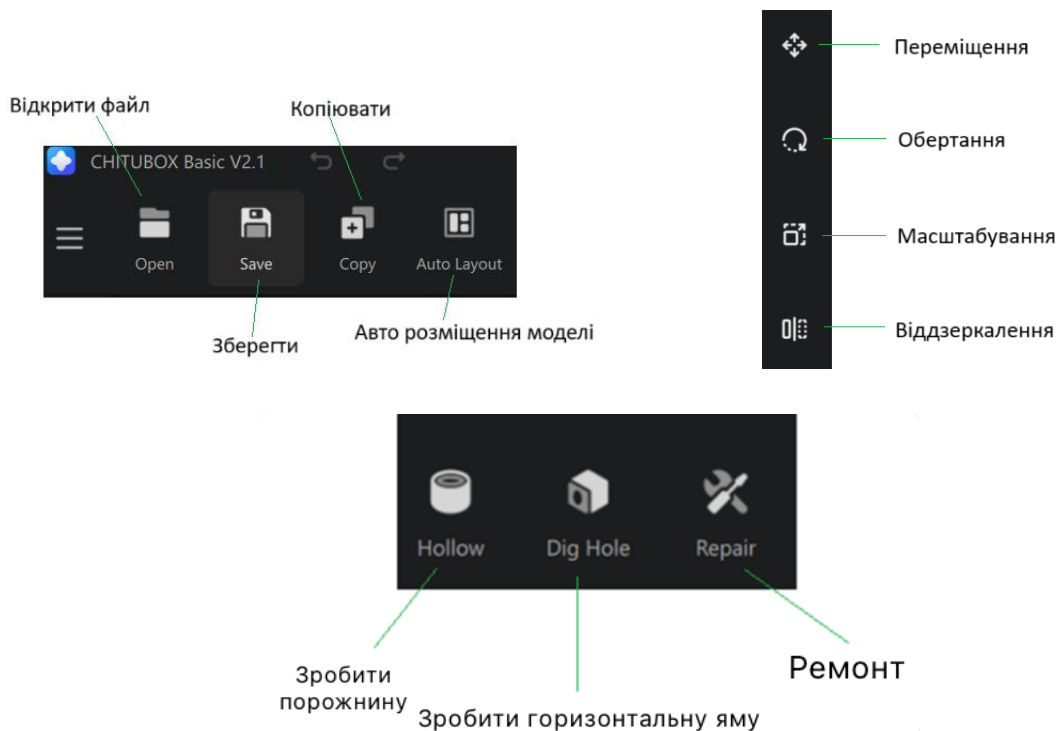 Відкрити файл
Копіювати
CHITUBOX Basic V2.1
Open
Save
Copy
Auto Layout
Зберегти
Авто розміщення моделі
Переміщення
Обертання
Масштабування
Віддзеркалення
Hollow
Dig Hole
Repair
Зробити
порожнину
Зробити горизонтальну яму
Ремонт